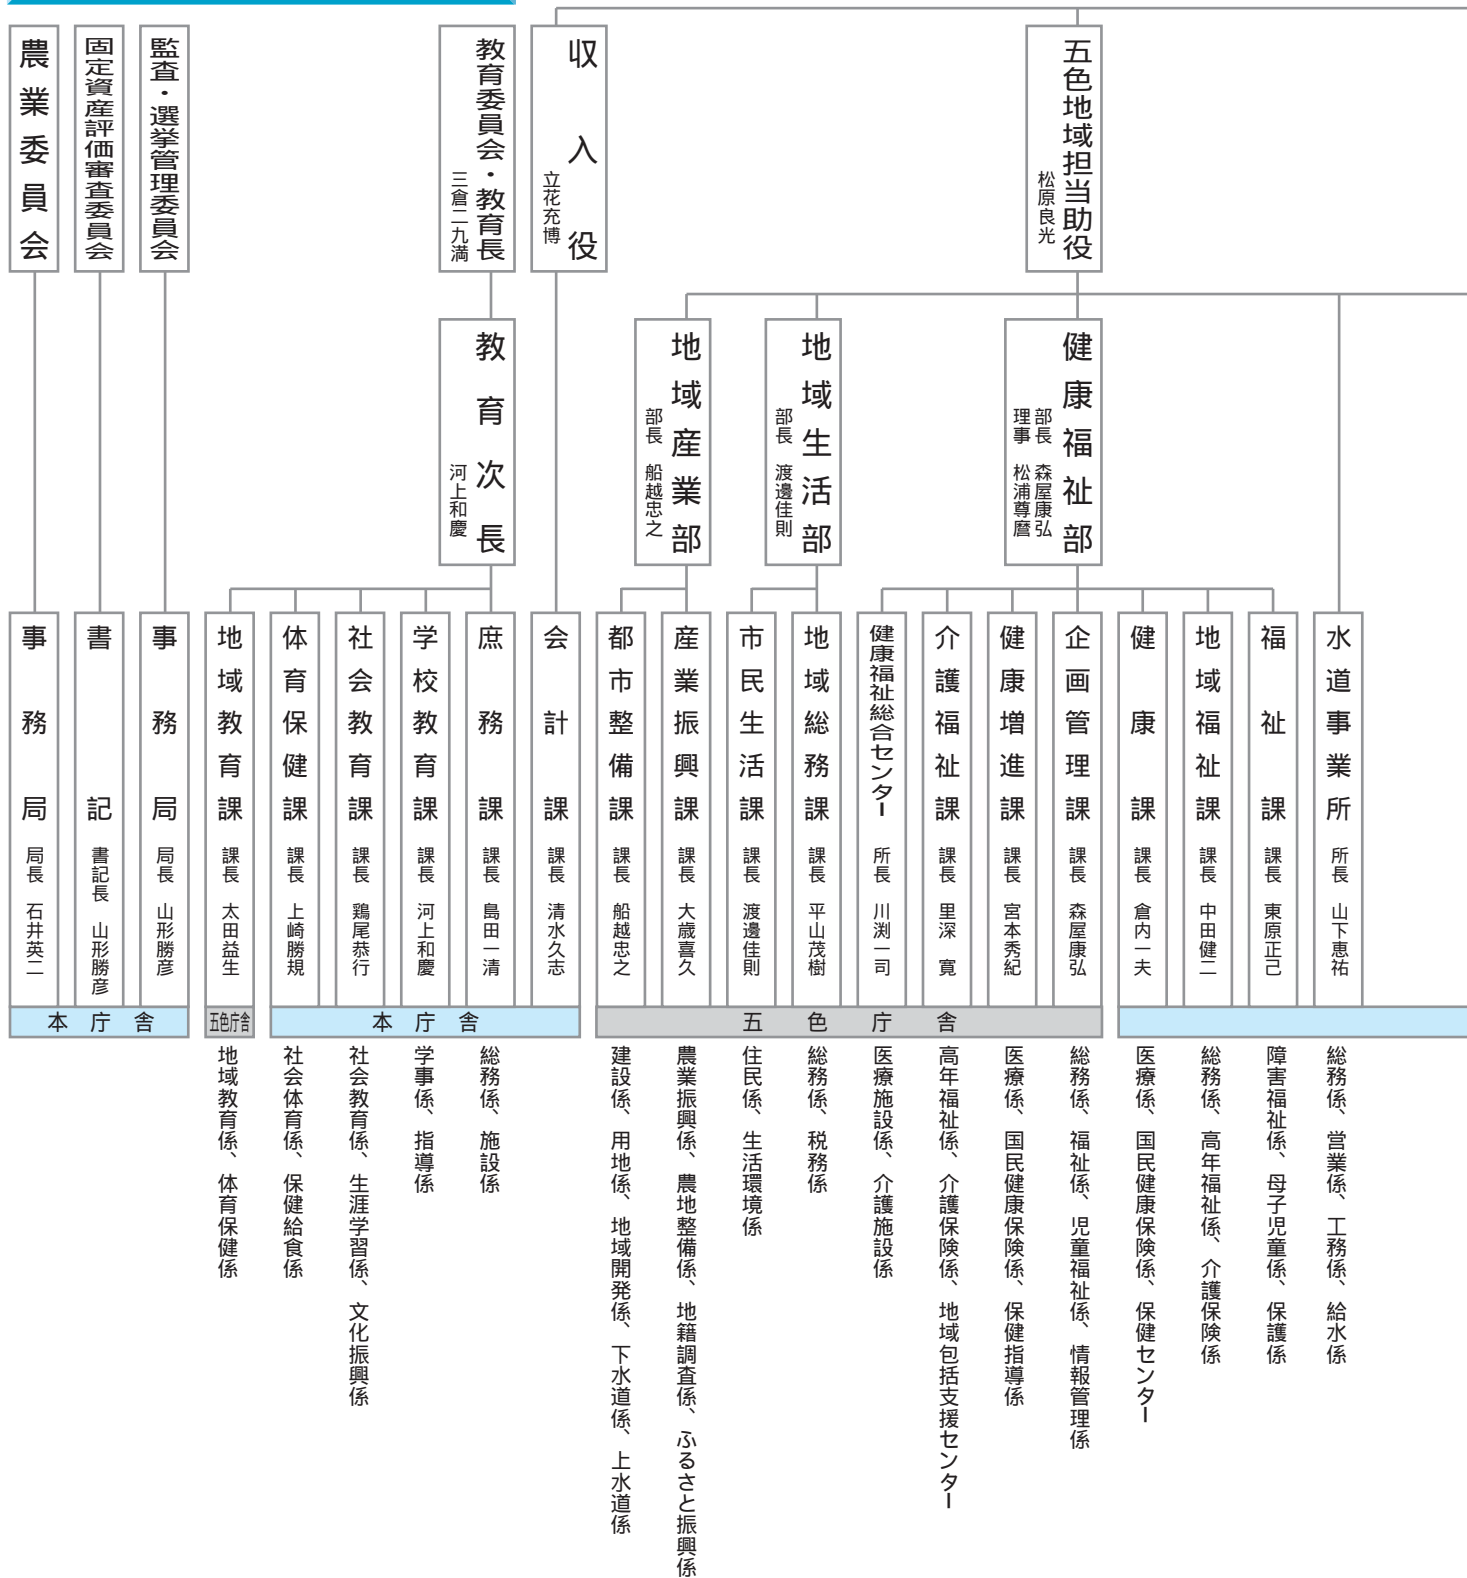 五色地域担当助役
松原良光
収入役
立花充博
教育委員会・教育長
三倉二九満
監査・選挙管理委員会
固定資産評価審査委員会
農業委員会
健康福祉部
部長 森屋康弘
理事 松浦尊麿
地域生活部
部長 渡邊佳則
地域産業部
部長 船越忠之
教育次長
河上和慶
水道事業所 所長 山下恵祐
福祉課 課長 東原正己
地域福祉課 課長 中田健二
健康課 課長 倉内一夫
企画管理課 課長 森屋康弘
健康増進課 課長 宮本秀紀
介護福祉課 課長 里深 寛
健康福祉総合センター 所長 川渕一司
地域総務課 課長 平山茂樹
市民生活課 課長 渡邊佳則
産業振興課 課長 大歳喜久
都市整備課 課長 船越忠之
会計課 課長 清水久志
庶務課 課長 島田一清
学校教育課 課長 河上和慶
社会教育課 課長 鶏尾恭行
体育保健課 課長 上崎勝規
地域教育課 課長 太田益生
事務局 局長 山形勝彦
書記 書記長 山形勝彦
事務局 局長 石井英二
五色庁舎
本庁舎
五色庁舎
本庁舎
総務係、営業係、工務係、給水係
障害福祉係、母子児童係、保護係
総務係、高年福祉係、介護保険係
医療係、国民健康保険係、保健センター
総務係、福祉係、児童福祉係、情報管理係
医療係、国民健康保険係、保健指導係
高年福祉係、介護保険係、地域包括支援センター
医療施設係、介護施設係
総務係、税務係
住民係、生活環境係
農業振興係、農地整備係、地籍調査係、ふるさと振興係
建設係、用地係、地域開発係、下水道係、上水道係
総務係、施設係
学事係、指導係
社会教育係、生涯学習係、文化振興係
社会体育係、保健給食係
地域教育係、体育保健係